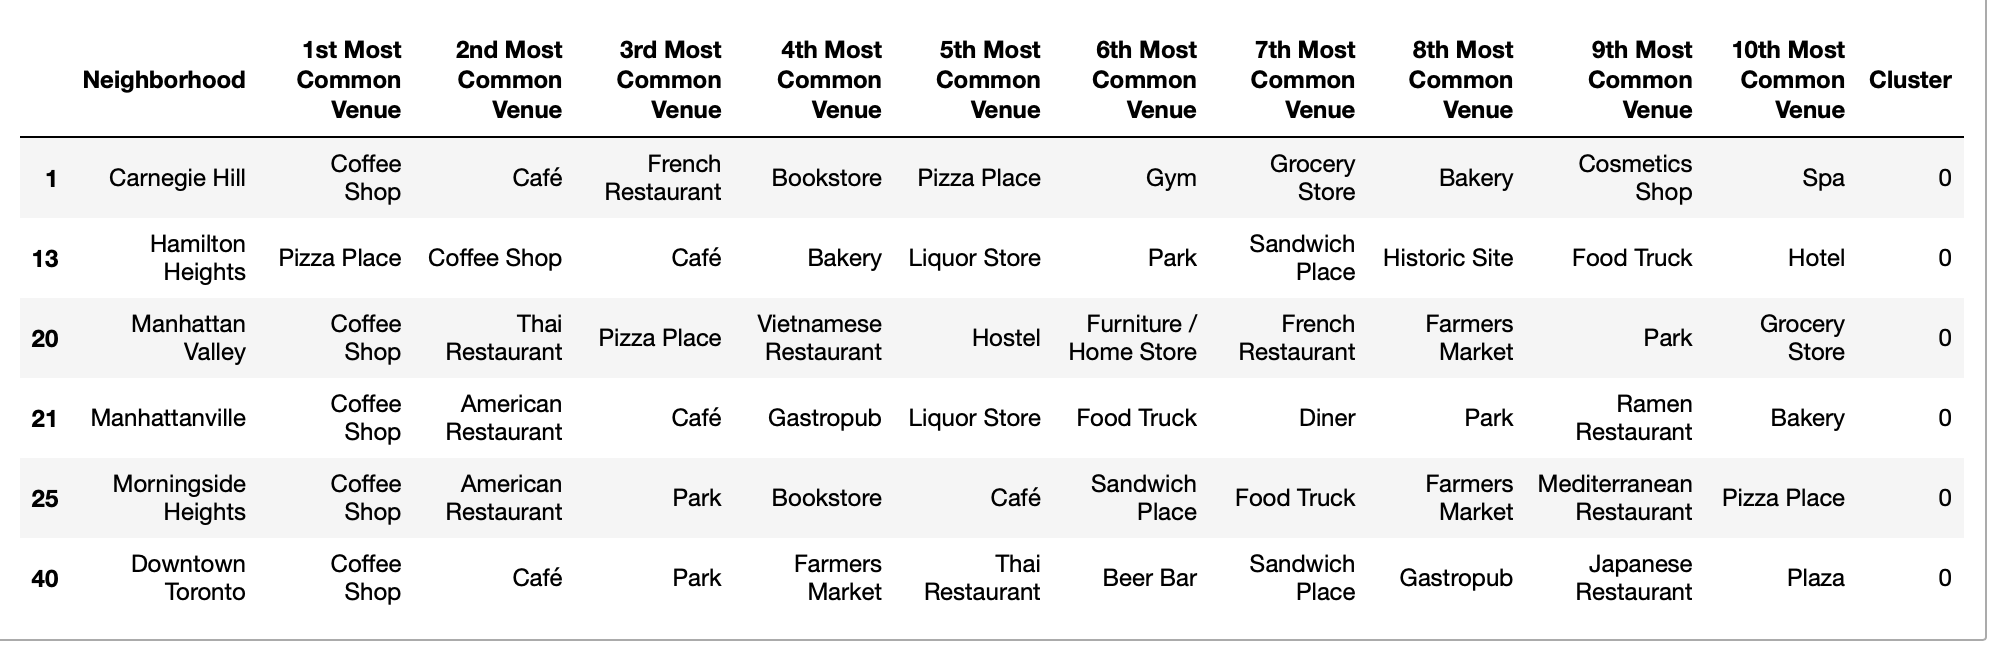 Neighborhood 1st Most Common Venue 2nd Most Common Venue 3rd Most Common Venue 4th Most Common Venue 5th Most Common Venue 6th Most Common Venue 7th Most Common Venue 8th Most Common Venue 9th Most Common Venue 10th Most Common Venue Cluster
1 Carnegie Hill Coffee Shop Café French Restaurant Bookstore Pizza Place Gym Grocery Store Bakery Cosmetics Shop Spa 0
13 Hamilton Heights Pizza Place Coffee Shop Café Bakery Liquor Store Park Sandwich Place Historic Site Food Truck Hotel 0
20 Manhattan Valley Coffee Shop Thai Restaurant Pizza Place Vietnamese Restaurant Hostel Furniture / Home Store French Restaurant Farmers Market Park Grocery Store 0
21 Manhattanville Coffee Shop American Restaurant Café Gastropub Liquor Store Food Truck Diner Park Ramen Restaurant Bakery 0
25 Morningside Heights Coffee Shop American Restaurant Park Bookstore Café Sandwich Place Food Truck Farmers Market Mediterranean Restaurant Pizza Place 0
40 Downtown Toronto Coffee Shop Café Park Farmers Market Thai Restaurant Beer Bar Sandwich Place Gastropub Japanese Restaurant Plaza 0